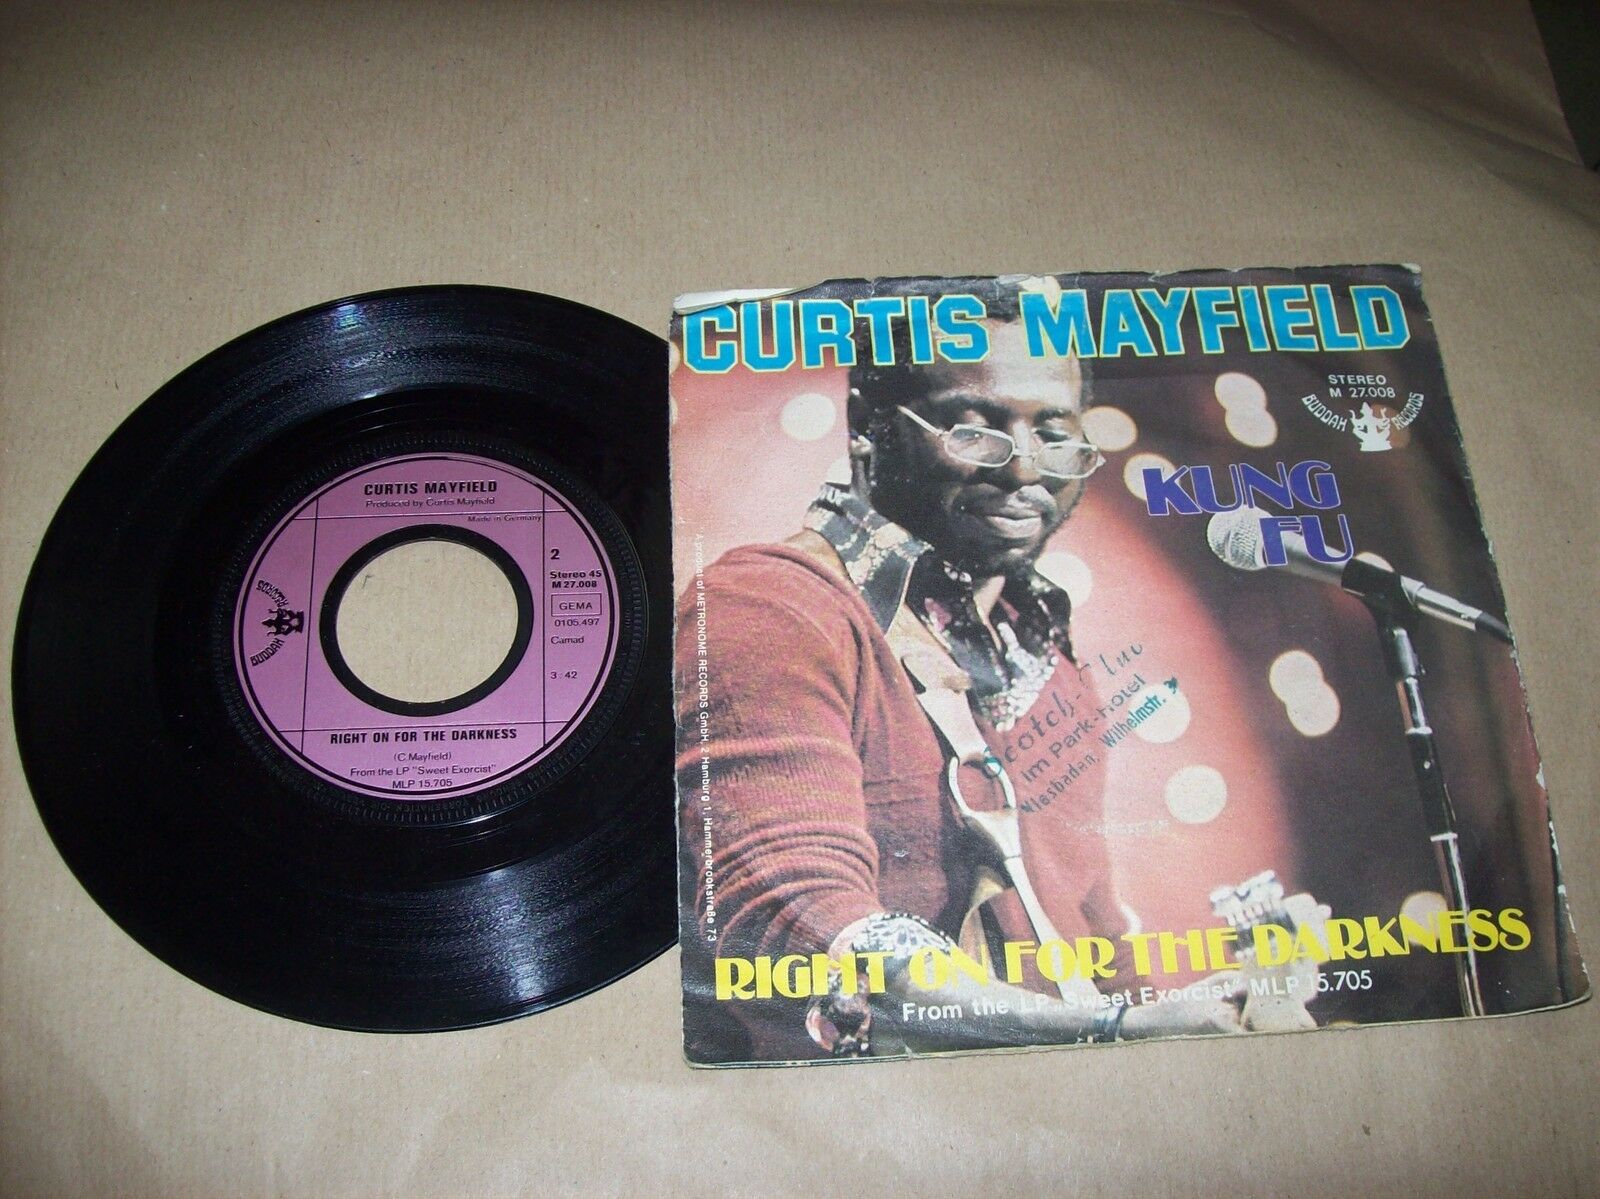 CURTIS MAYFIELD
Produced by Curtis Mayfield
Made in Germany
2
Stereo 45
M 27.008
GEMA
0105.497
Camad
3:42
BUDDAH RECORDS
RIGHT ON FOR THE DARKNESS
(C. Mayfield)
From the LP "Sweet Exorcist"
MLP 15.705
CURTIS MAYFIELD
STEREO
M 27.008
BUDDAH RECORDS
KUNG
FU
A product of METRONOME RECORDS GmbH, 2 Hamburg 1, Hammerbrookstraße 73
Scotch-
im Park-Hotel
Wiesbaden, Wilhelmstr.
RIGHT ON FOR THE DARKNESS
From the LP „Sweet Exorcist" MLP 15.705